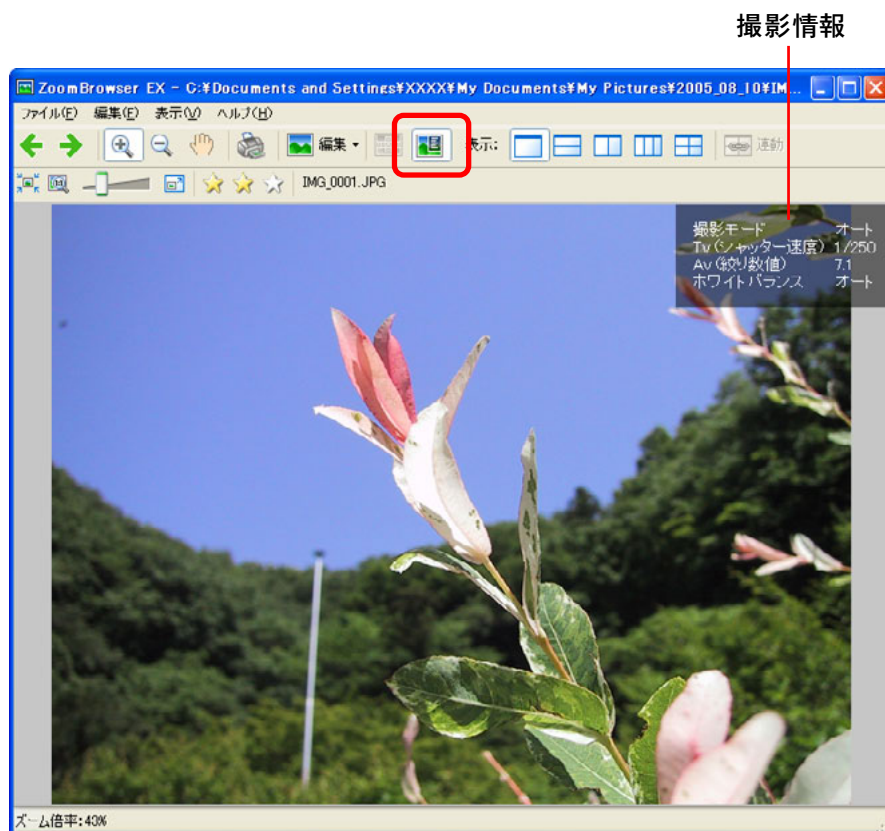 撮影情報
ZoomBrowser EX - C:¥Documents and Settings¥XXXX¥My Documents¥My Pictures¥2005_08_10¥IM...
ファイル(F) 編集(E) 表示(V) ヘルプ(H)
編集 表示: 連動
IMG_0001.JPG
撮影モード オート
Tv(シャッター速度) 1/250
Av(絞り数値) 7.1
ホワイトバランス オート
ズーム倍率:43%